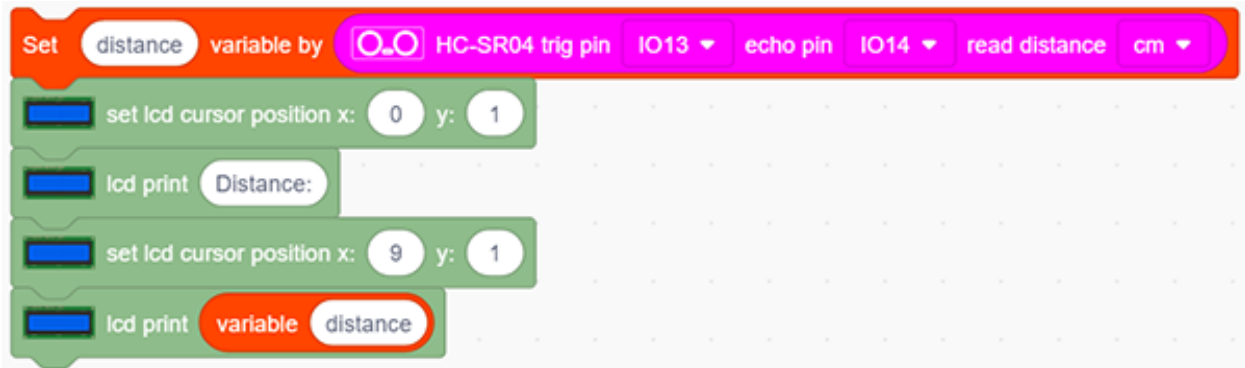 Set distance variable by HC-SR04 trig pin IO13 echo pin IO14 read distance cm
set lcd cursor position x: 0 y: 1
lcd print Distance:
set lcd cursor position x: 9 y: 1
lcd print variable distance